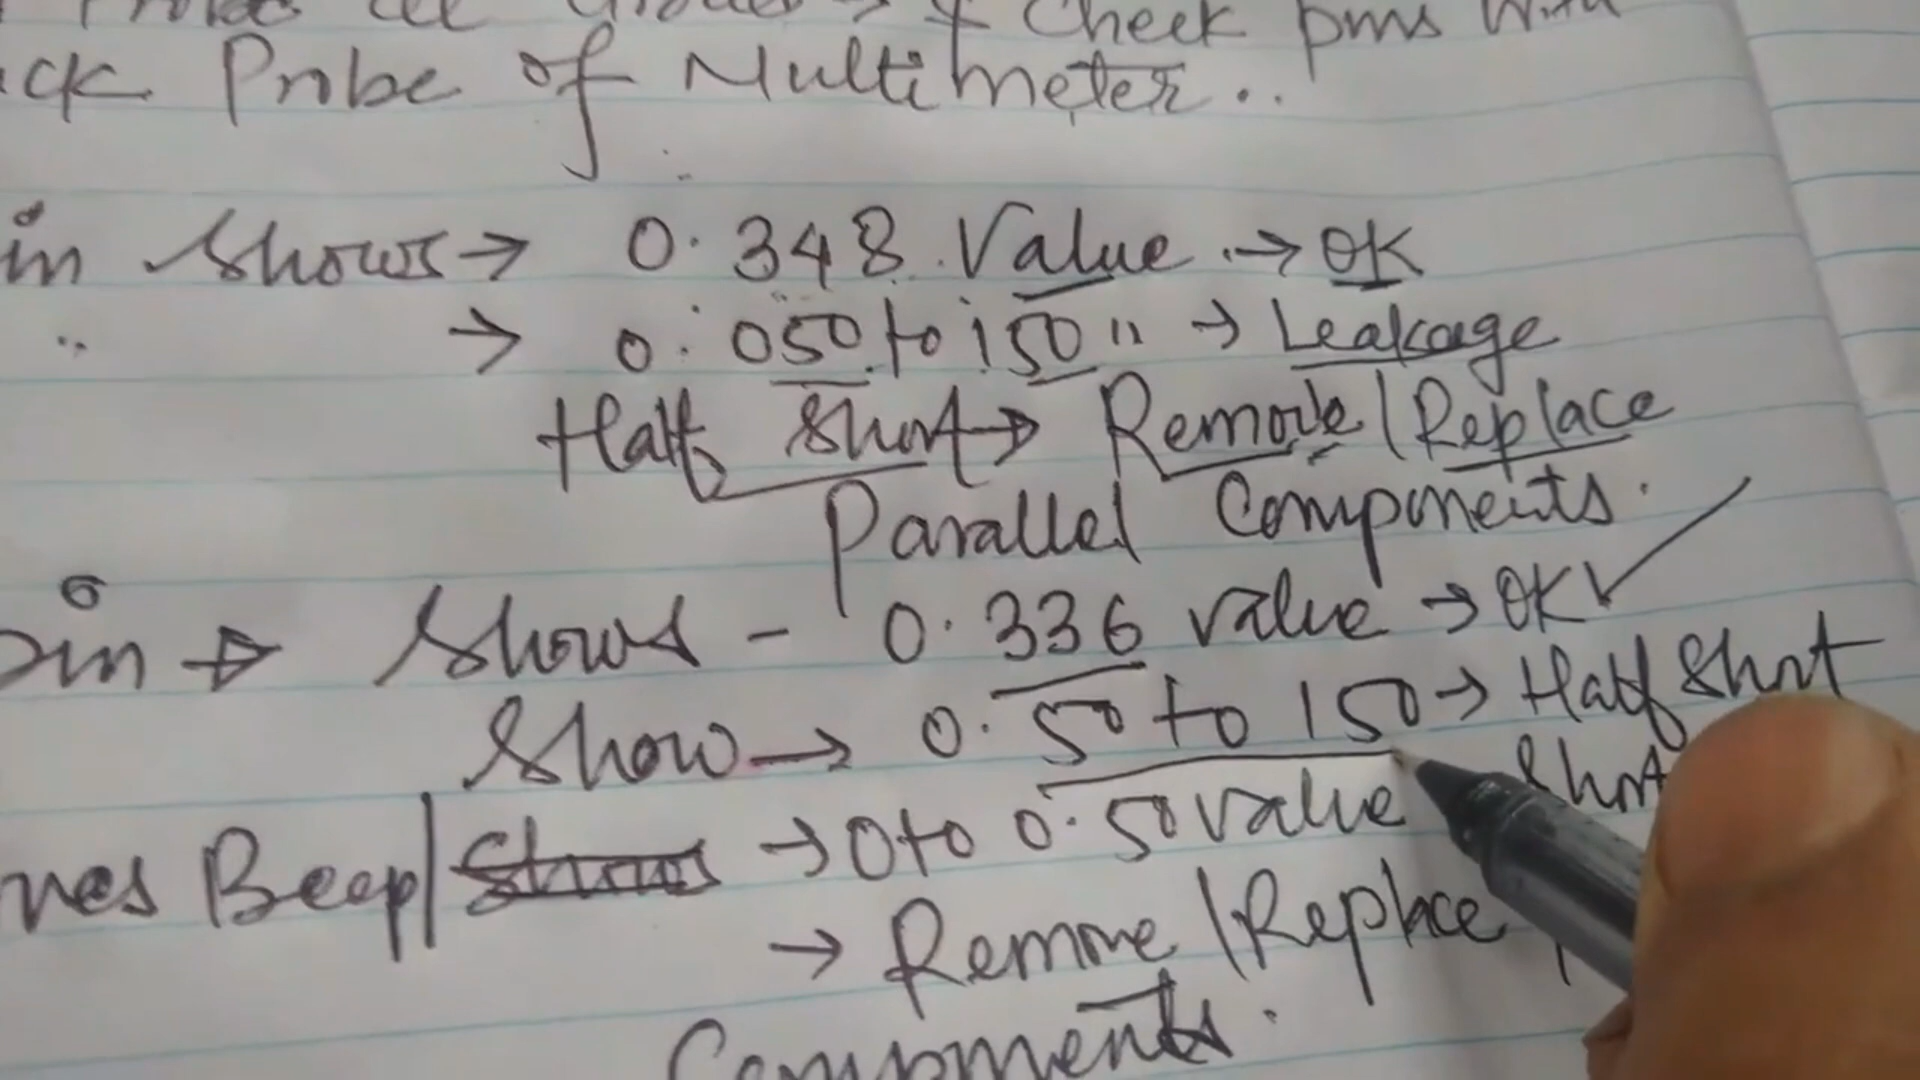 Check pins with
ck Probe of Multimeter..
in Shows → 0.348 Value → OK
→ 0.050 to 150 " → Leakage
Half Short → Remove/Replace
Parallel Components.
in → Shows - 0.336 value → OK ✓
Show → 0.50 to 150 → Half Short
Short
Beep/ → 0 to 0.50 value
→ Remove/Replace
Components.